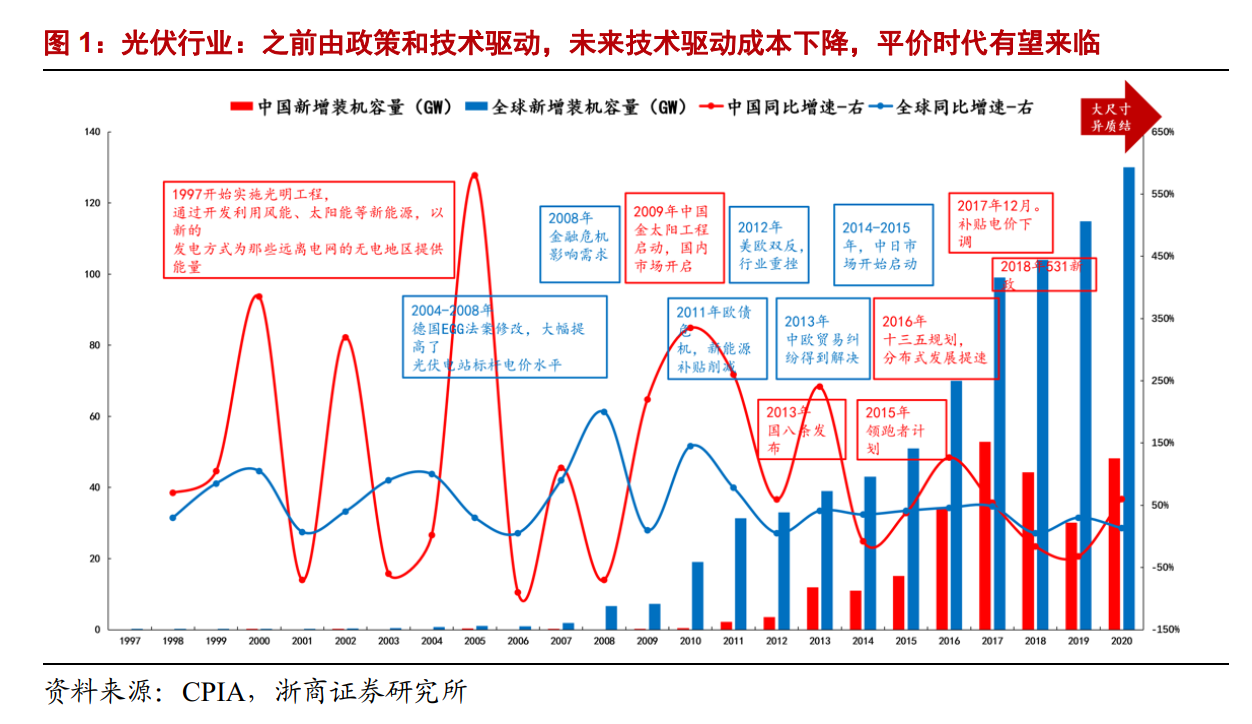 图 1：光伏行业：之前由政策和技术驱动，未来技术驱动成本下降，平价时代有望来临
中国新增装机容量（GW） 全球新增装机容量（GW） 中国同比增速-右 全球同比增速-右
大尺寸
异质结
140
120
100
80
60
40
20
0
650%
550%
450%
350%
250%
150%
50%
-50%
-150%
1997开始实施光明工程，
通过开发利用风能、太阳能等新能源，以
新的
发电方式为那些远离电网的无电地区提供
能量
2004-2008年
德国EGG法案修改，大幅提
高了
光伏电站标杆电价水平
2008年
金融危机
影响需求
2009年中国
金太阳工程
启动，国内
市场开启
2011年欧债
危
机，新能源
补贴削减
2012年
美欧双反，
行业重挫
2013年
国八条发
布
2013年
中欧贸易纠
纷得到解决
2014-2015
年，中日市
场开始启动
2015年
领跑者计
划
2016年
十三五规划，
分布式发展提速
2017年12月。
补贴电价下
调
2018年531新
政
1997 1998 1999 2000 2001 2002 2003 2004 2005 2006 2007 2008 2009 2010 2011 2012 2013 2014 2015 2016 2017 2018 2019 2020
资料来源：CPIA，浙商证券研究所